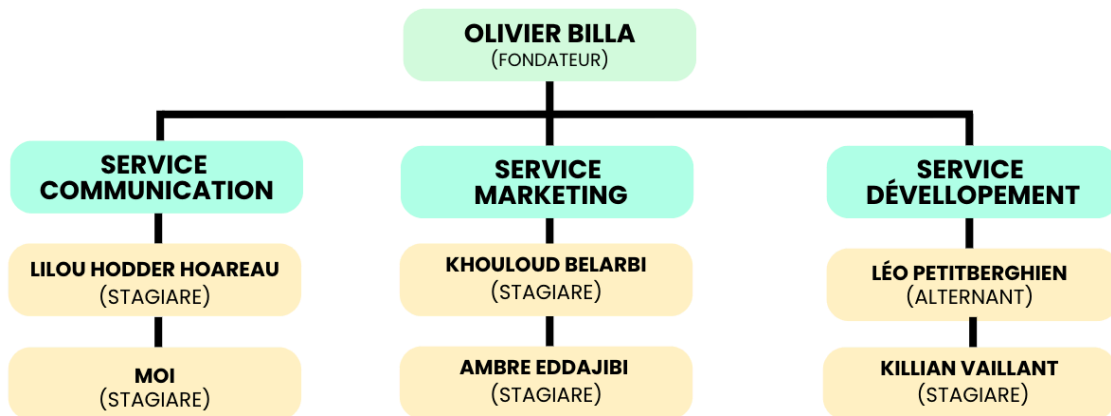 OLIVIER BILLA
(FONDATEUR)
SERVICE
COMMUNICATION
LILOU HODDER HOAREAU
(STAGIARE)
MOI
(STAGIARE)
SERVICE
MARKETING
KHOULOUD BELARBI
(STAGIARE)
AMBRE EDDAJIBI
(STAGIARE)
SERVICE
DÉVELLOPEMENT
LÉO PETITBERGHIEN
(ALTERNANT)
KILLIAN VAILLANT
(STAGIARE)